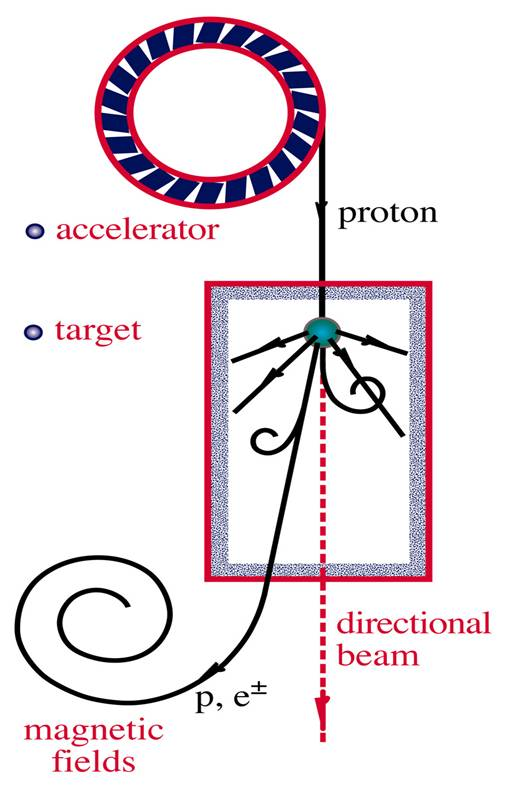 proton
accelerator
target
directional
beam
p, e±
magnetic
fields